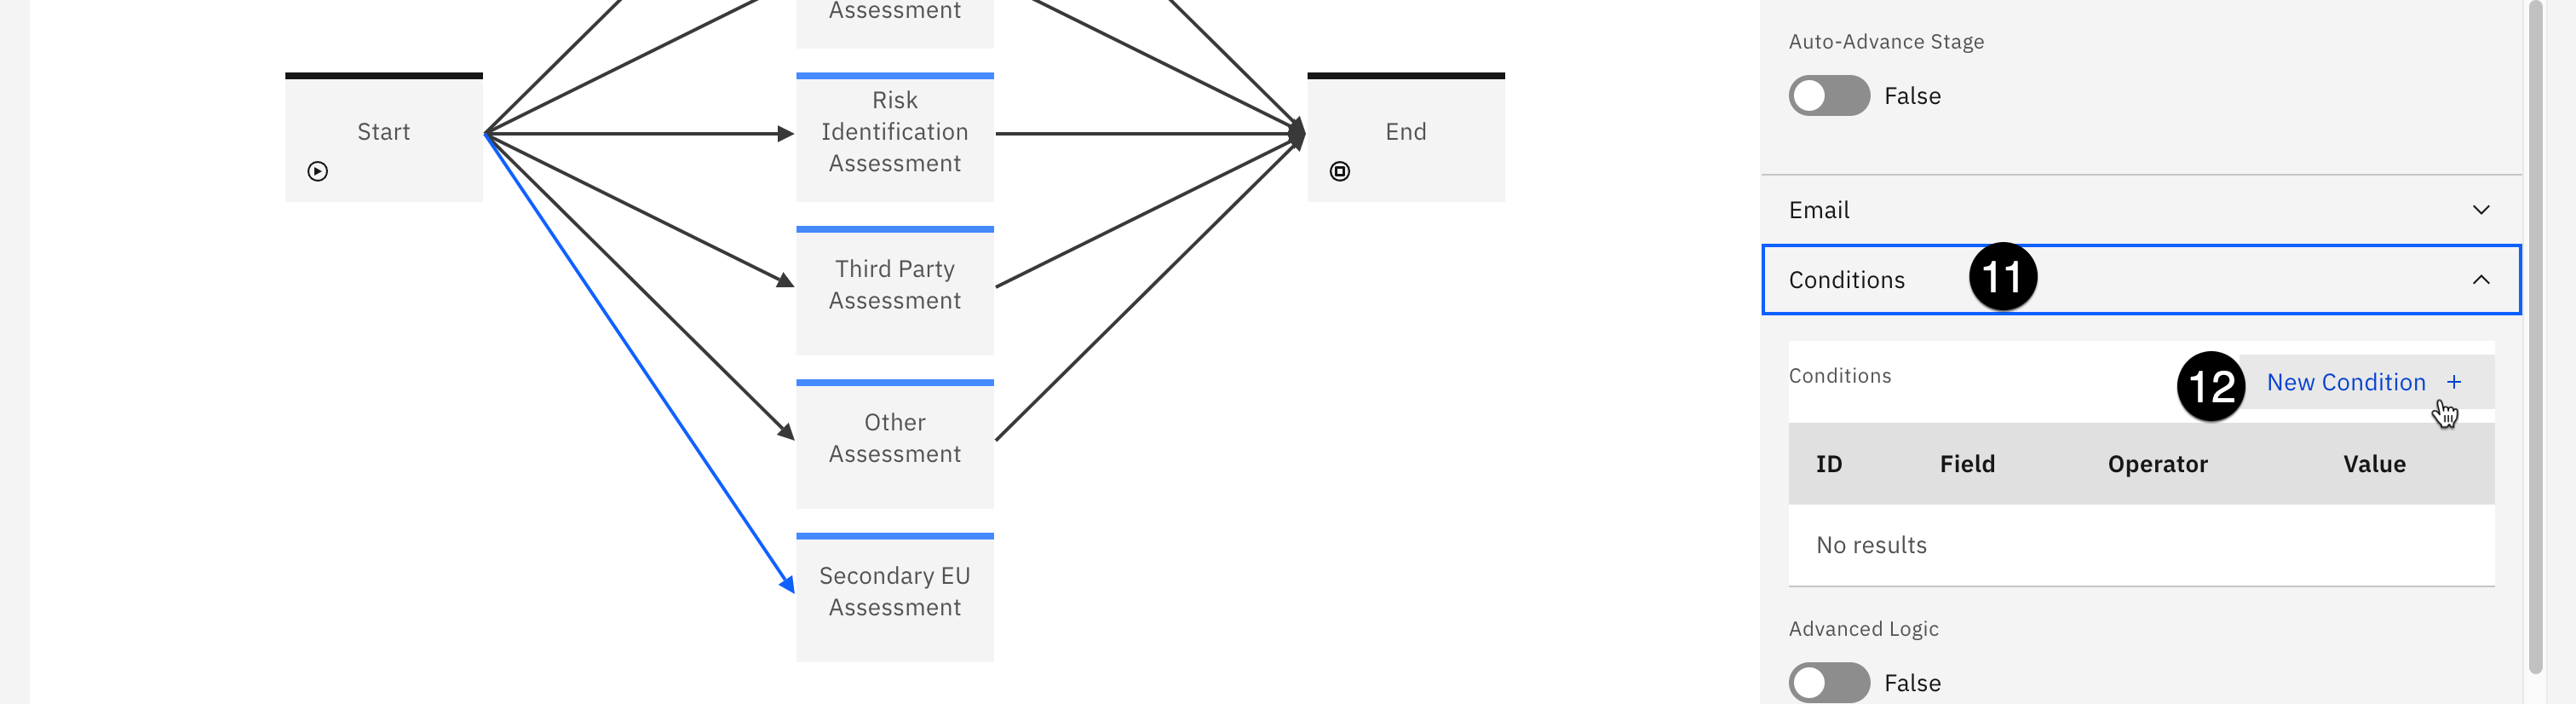 Assessment
Start
Risk
Identification
Assessment
End
Third Party
Assessment
Other
Assessment
Secondary EU
Assessment
Auto-Advance Stage
False
Email
Conditions
11
Conditions
12
New Condition +
ID Field Operator Value
No results
Advanced Logic
False